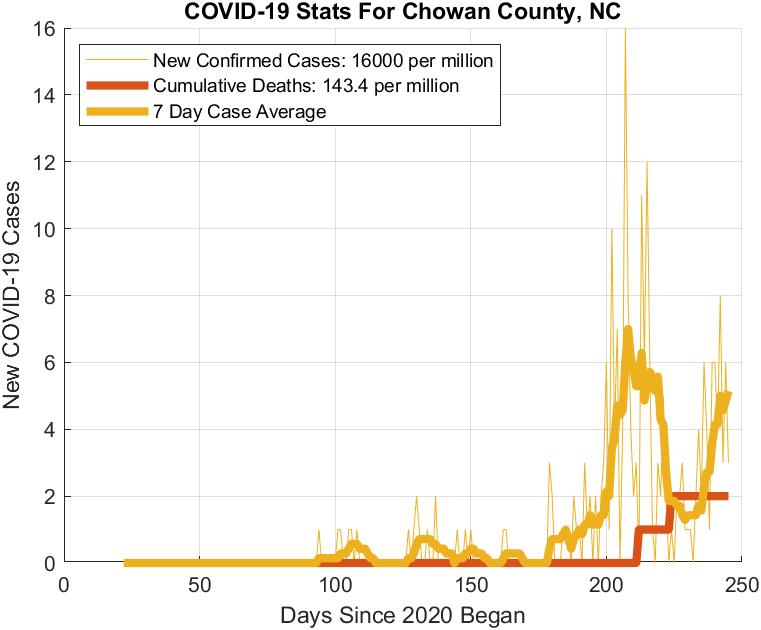 COVID-19 Stats For Chowan County, NC
New Confirmed Cases: 16000 per million
Cumulative Deaths: 143.4 per million
7 Day Case Average
New COVID-19 Cases
16
14
12
10
8
6
4
2
0
0 50 100 150 200 250
Days Since 2020 Began